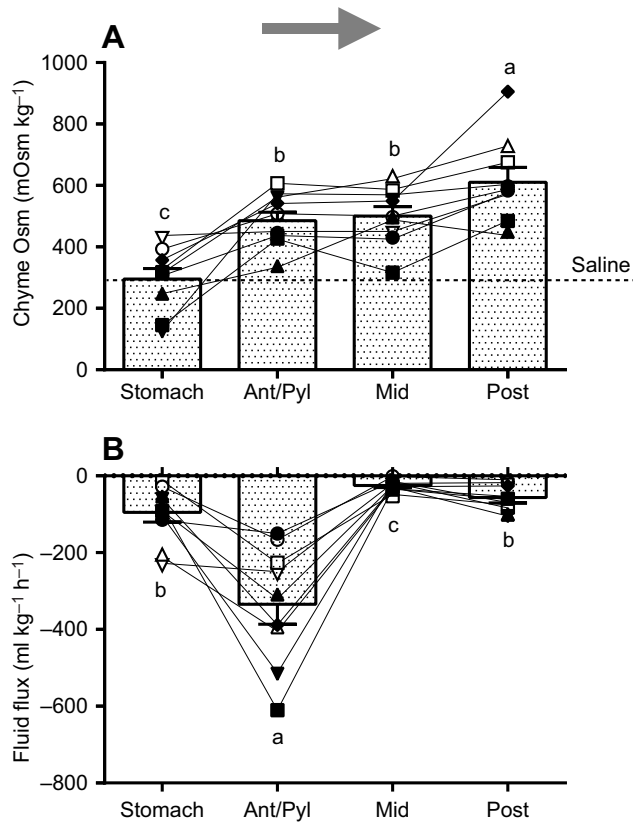 A
Chyme Osm (mOsm kg⁻¹)
1000
800
600
400
200
0
c
b
b
a
Saline
Stomach
Ant/Pyl
Mid
Post
B
Fluid flux (ml kg⁻¹ h⁻¹)
0
–200
–400
–600
–800
b
a
c
b
Stomach
Ant/Pyl
Mid
Post